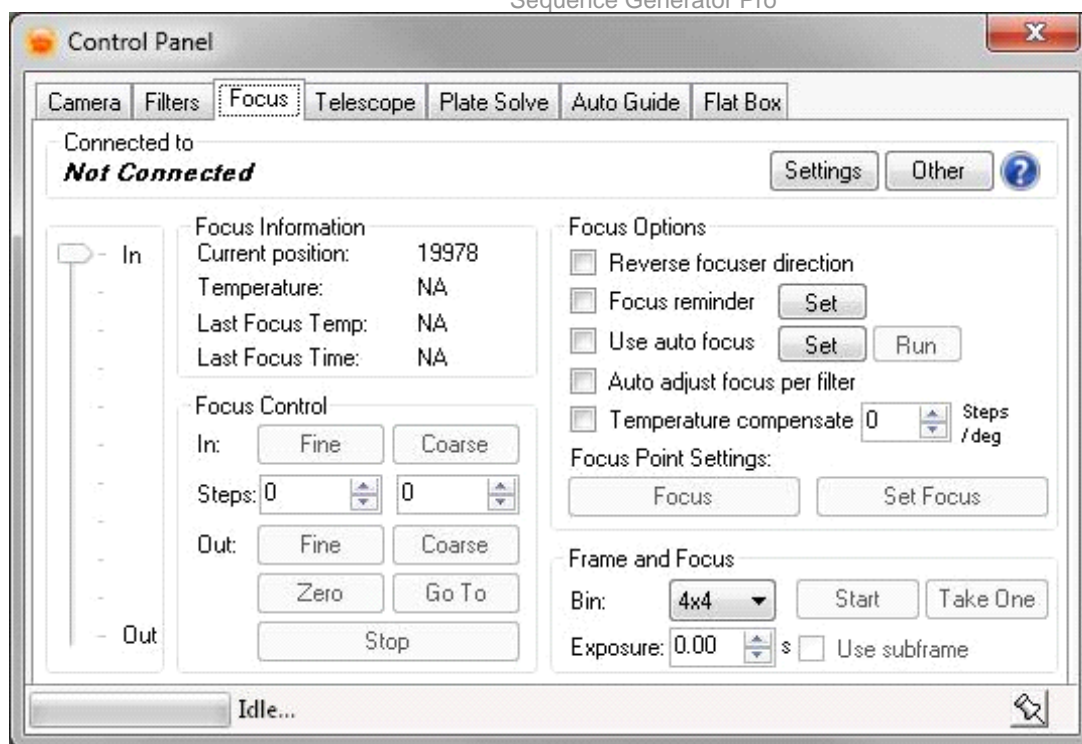 Sequence Generator Pro
Control Panel
X
Camera Filters Focus Telescope Plate Solve Auto Guide Flat Box
Connected to
Not Connected
Settings Other ?
In
Out
Focus Information
Current position: 19978
Temperature: NA
Last Focus Temp: NA
Last Focus Time: NA
Focus Control
In: Fine Coarse
Steps: 0 0
Out: Fine Coarse
Zero Go To
Stop
Focus Options
Reverse focuser direction
Focus reminder Set
Use auto focus Set Run
Auto adjust focus per filter
Temperature compensate 0 Steps
/deg
Focus Point Settings:
Focus Set Focus
Frame and Focus
Bin: 4x4 Start Take One
Exposure: 0.00 s Use subframe
Idle...